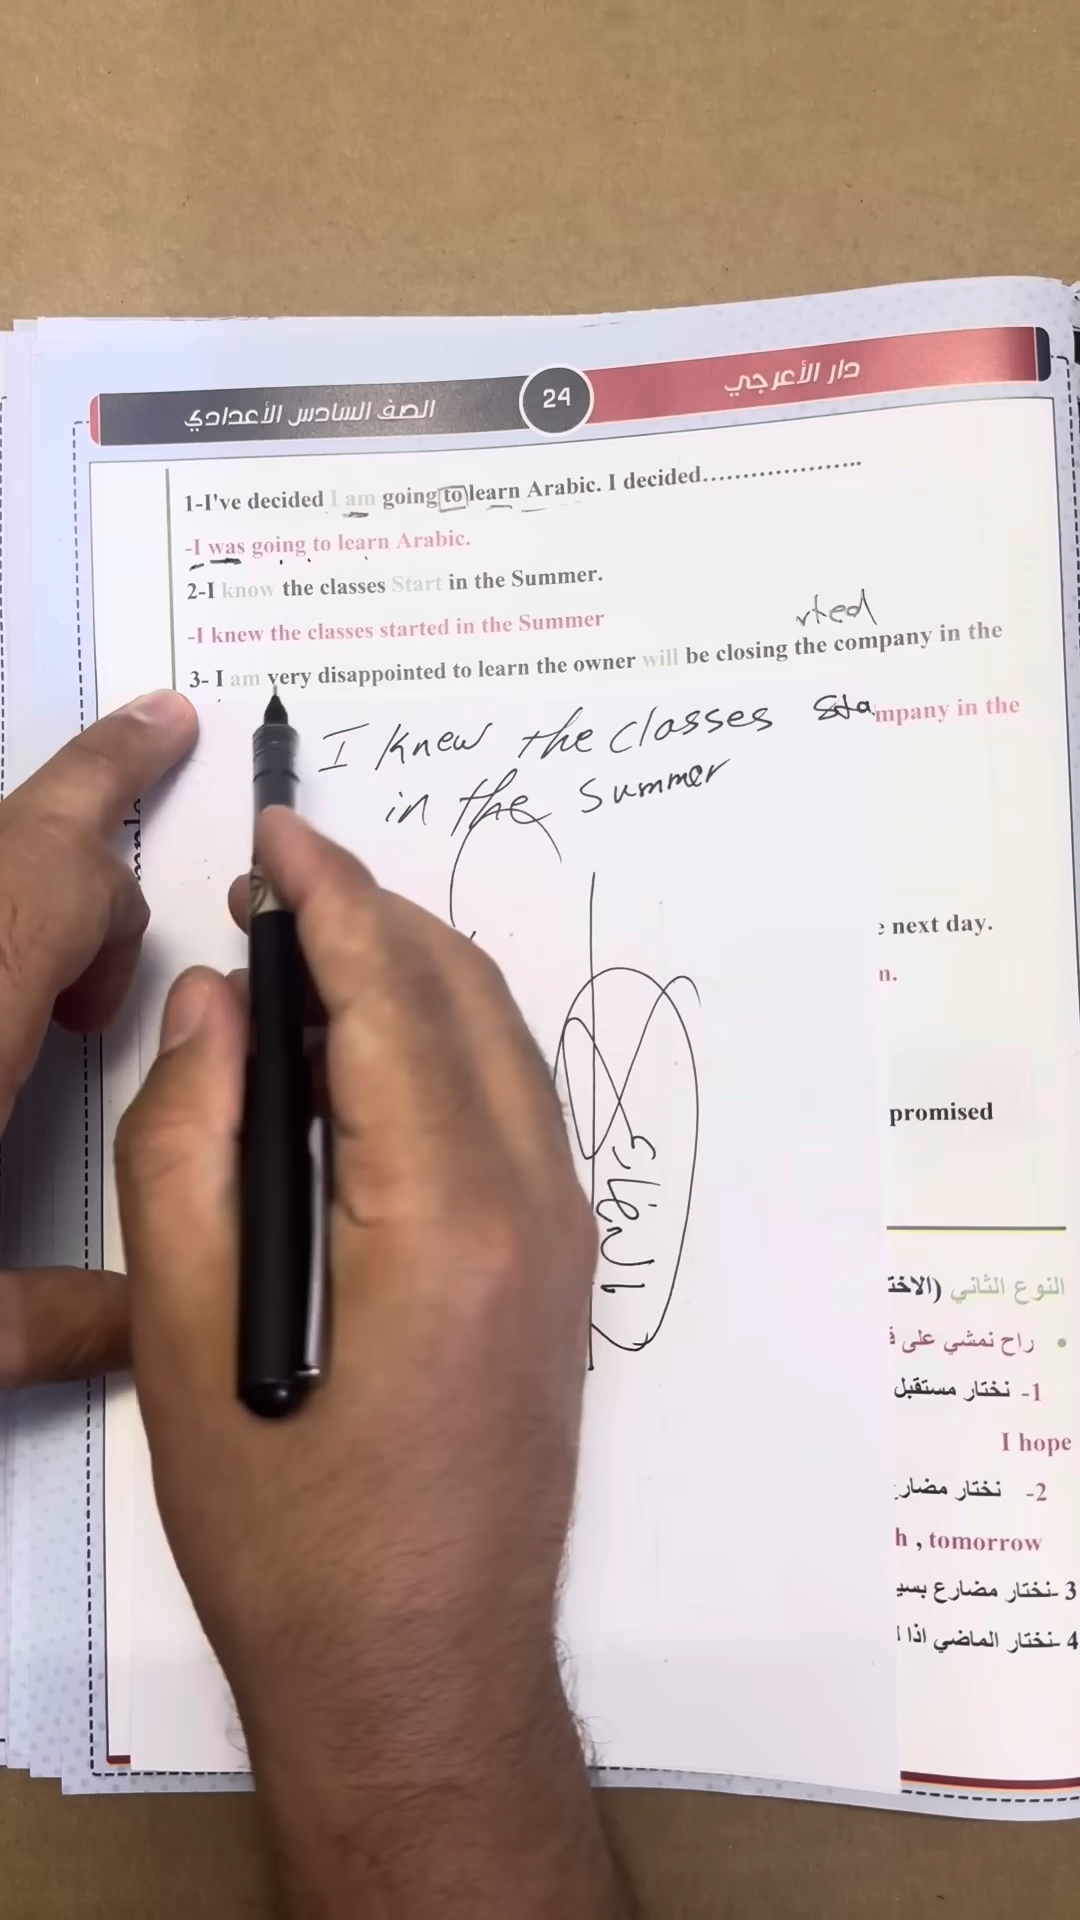 دار الأعرجي
24
الصف السادس الأعدادي
1-I've decided I am going to learn Arabic. I decided.....................
-I was going to learn Arabic.
2-I know the classes Start in the Summer.
-I knew the classes started in the Summer
rted
3- I am very disappointed to learn the owner will be closing the company in the
I knew the classes sta
mpany in the
in the summer
next day.
n.
promised
النوع الثاني (الاخت
• راح نمشي على
1- نختار مستقبل
I hope
2- نختار مضار
h , tomorrow
3 -نختار مضارع بسي
4 -نختار الماضي اذا